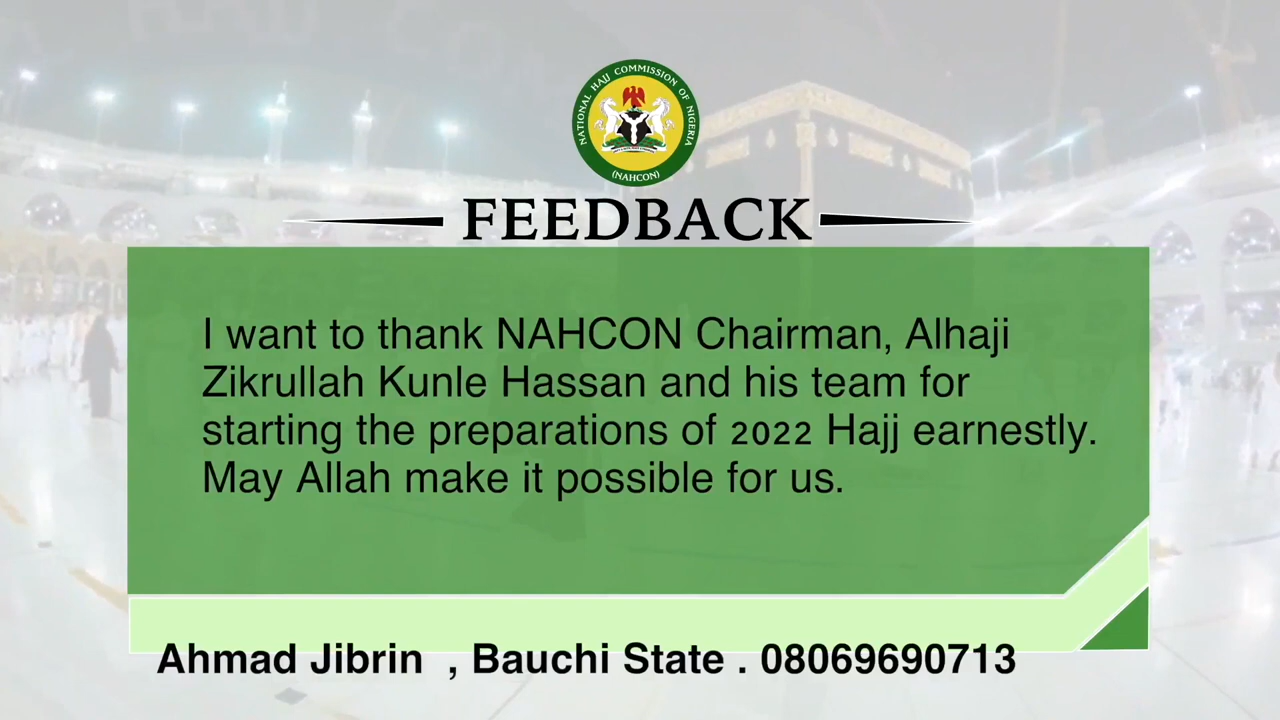 NATIONAL HAJJ COMMISSION OF NIGERIA
(NAHCON)
FEEDBACK
I want to thank NAHCON Chairman, Alhaji
Zikrullah Kunle Hassan and his team for
starting the preparations of 2022 Hajj earnestly.
May Allah make it possible for us.
Ahmad Jibrin , Bauchi State . 08069690713